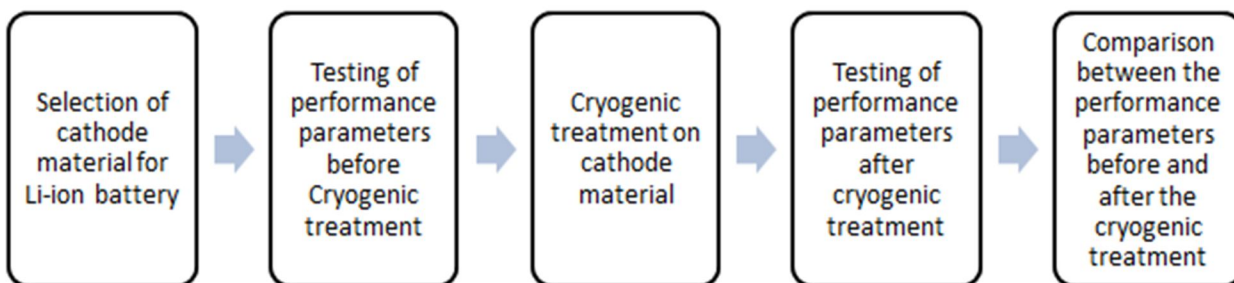 Selection of
cathode
material for
Li-ion battery
Testing of
performance
parameters
before
Cryogenic
treatment
Cryogenic
treatment on
cathode
material
Testing of
performance
parameters
after
cryogenic
treatment
Comparison
between the
performance
parameters
before and
after the
cryogenic
treatment